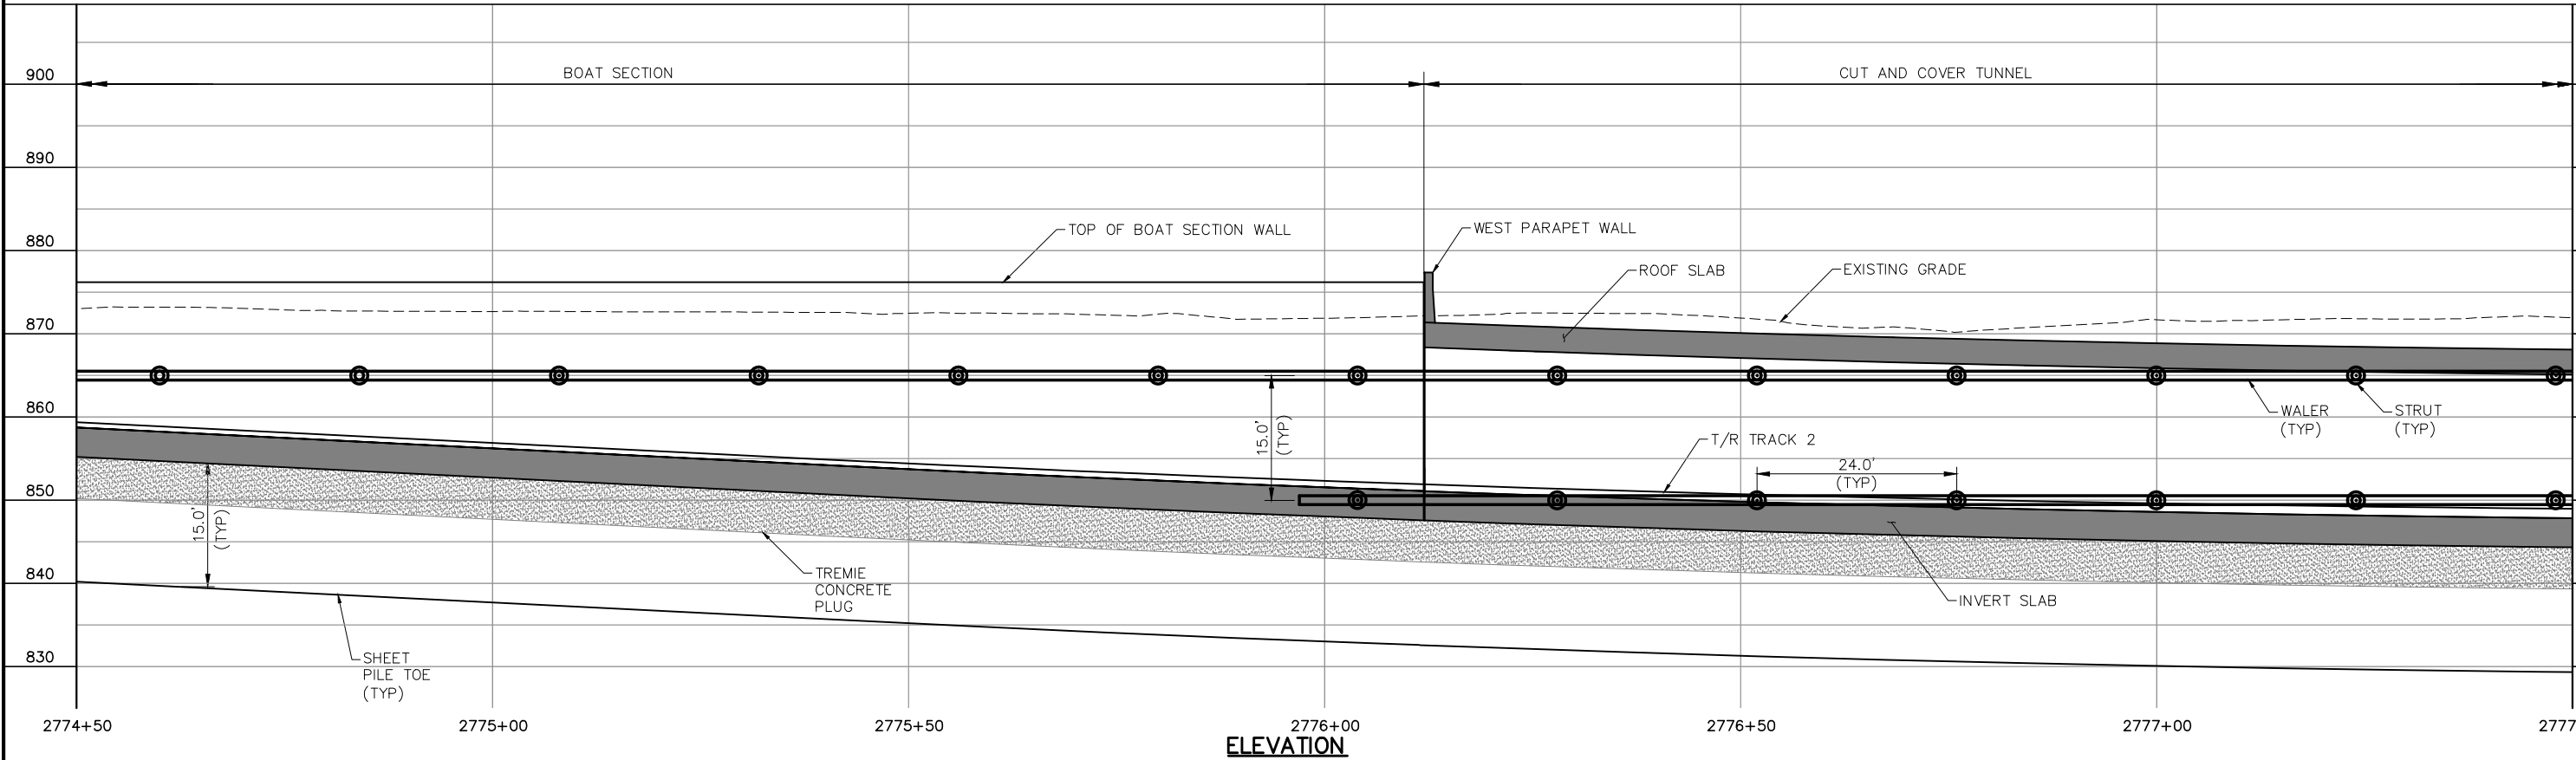 900
BOAT SECTION
CUT AND COVER TUNNEL
890
880
TOP OF BOAT SECTION WALL
WEST PARAPET WALL
ROOF SLAB
EXISTING GRADE
870
860
15.0'
(TYP)
WALER
(TYP)
STRUT
(TYP)
T/R TRACK 2
24.0'
(TYP)
850
15.0'
(TYP)
840
TREMIE
CONCRETE
PLUG
INVERT SLAB
830
SHEET
PILE TOE
(TYP)
2774+50
2775+00
2775+50
2776+00
2776+50
2777+00
2777
ELEVATION